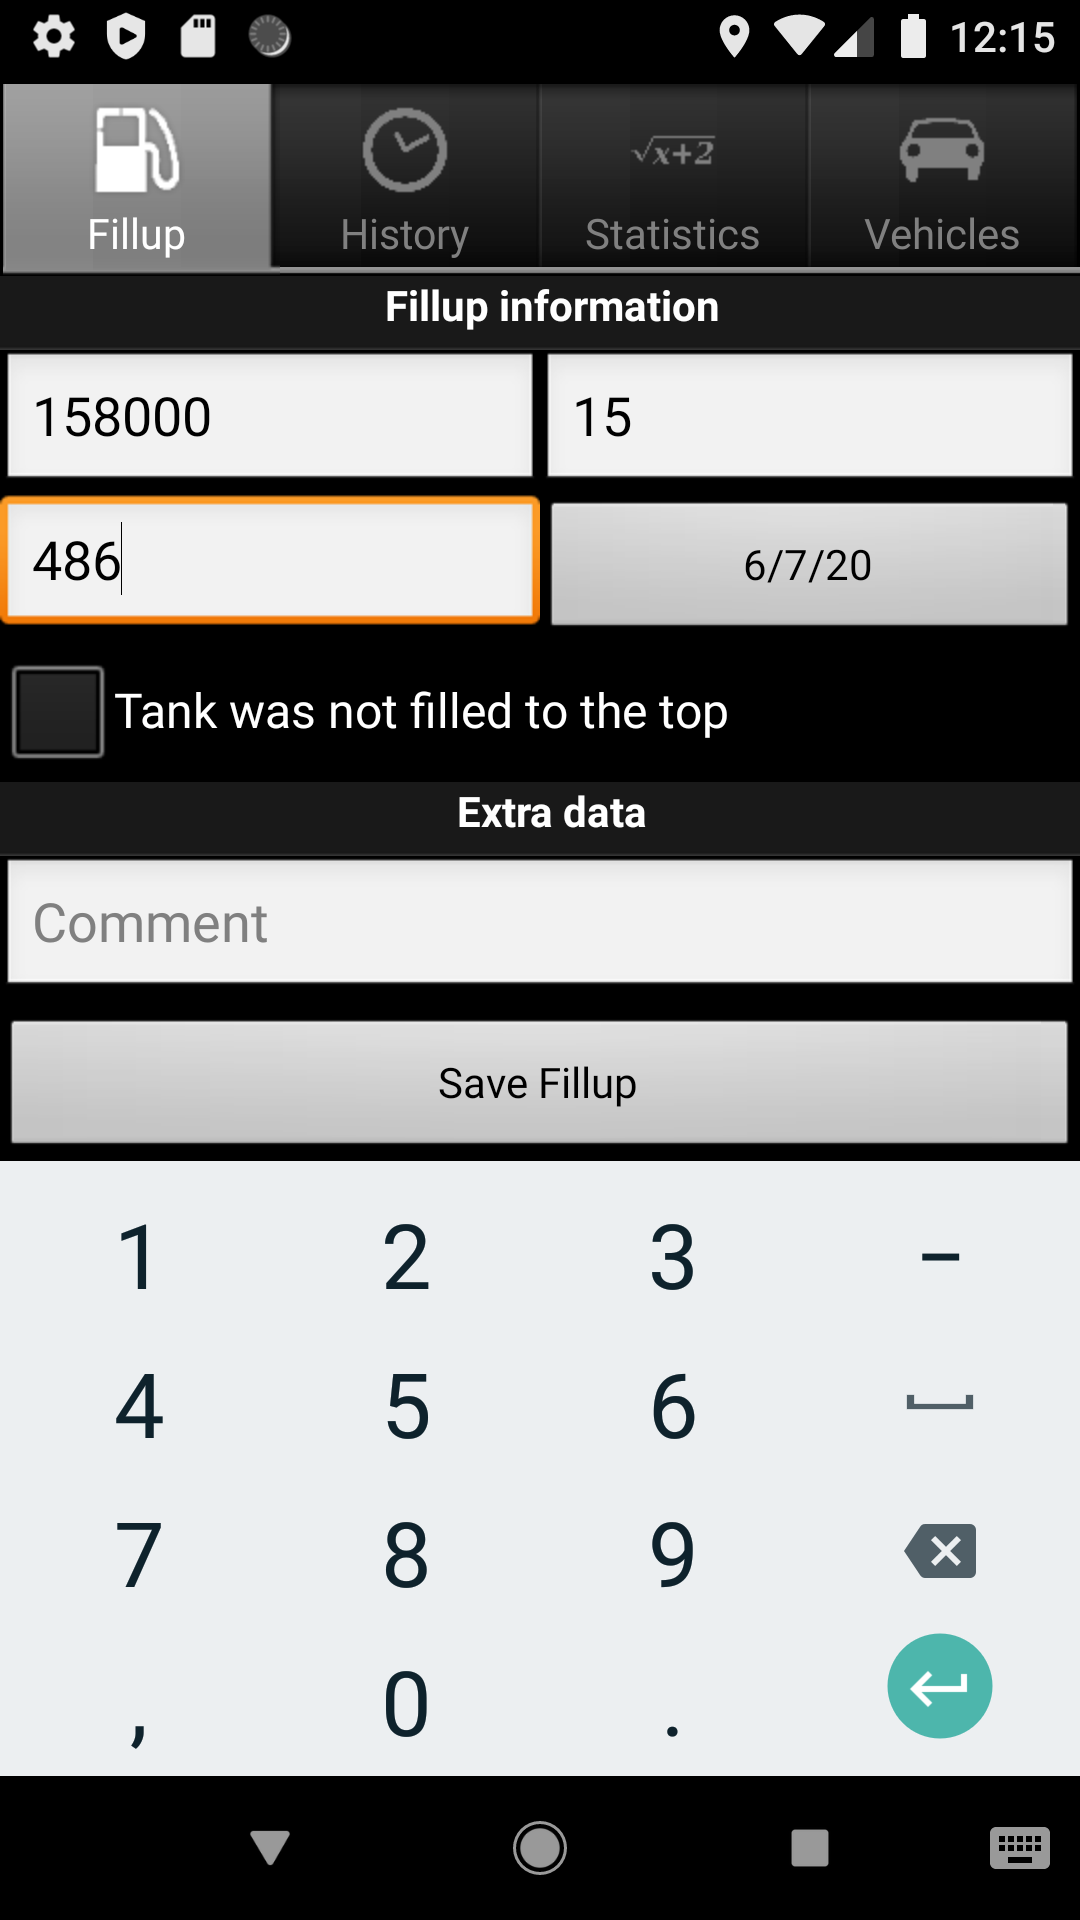 12:15
Fillup
History
√x+2
Statistics
Vehicles
Fillup information
158000
15
486
6/7/20
Tank was not filled to the top
Extra data
Comment
Save Fillup
1 2 3 –
4 5 6
7 8 9
, 0 .